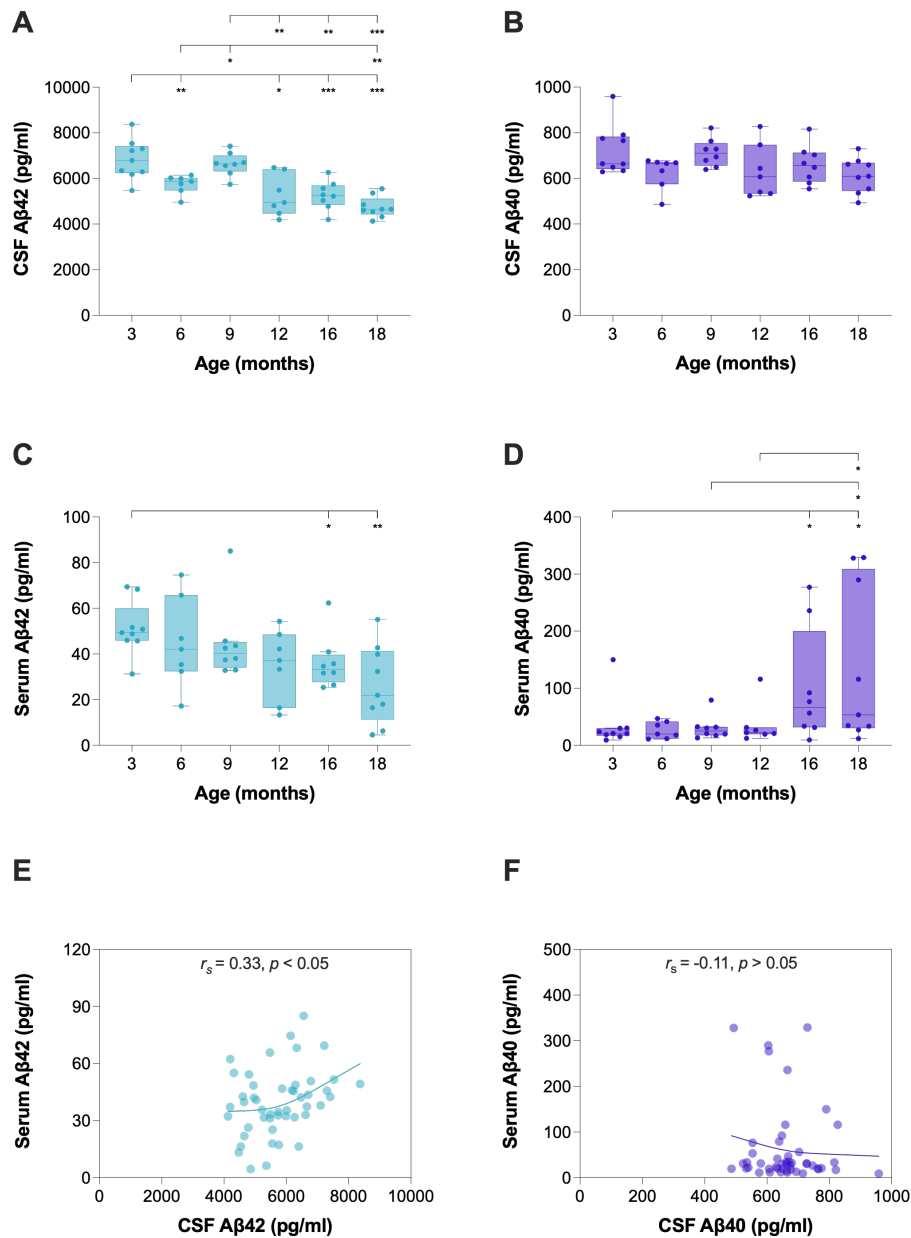 A
** ** ***
* **
** * *** ***
CSF Aβ42 (pg/ml)
10000
8000
6000
4000
2000
0
3 6 9 12 16 18
Age (months)
B
CSF Aβ40 (pg/ml)
1000
800
600
400
200
0
3 6 9 12 16 18
Age (months)
C
* **
Serum Aβ42 (pg/ml)
100
80
60
40
20
0
3 6 9 12 16 18
Age (months)
D
*
*
* *
Serum Aβ40 (pg/ml)
400
300
200
100
0
3 6 9 12 16 18
Age (months)
E
rs = 0.33, p < 0.05
Serum Aβ42 (pg/ml)
120
90
60
30
0
0 2000 4000 6000 8000 10000
CSF Aβ42 (pg/ml)
F
rs = -0.11, p > 0.05
Serum Aβ40 (pg/ml)
500
400
300
200
100
0
0 200 400 600 800 1000
CSF Aβ40 (pg/ml)